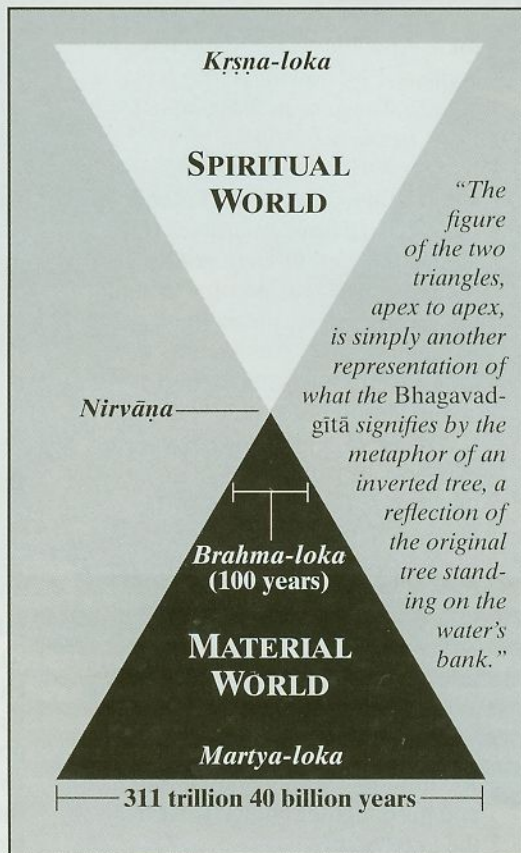 Kṛṣṇa-loka
SPIRITUAL
WORLD
“The
figure
of the two
triangles,
apex to apex,
is simply another
representation of
what the Bhagavad-
gītā signifies by the
metaphor of an
inverted tree, a
reflection of
the original
tree stand-
ing on the
water’s
bank.”
Nirvāṇa
Brahma-loka
(100 years)
MATERIAL
WORLD
Martya-loka
311 trillion 40 billion years